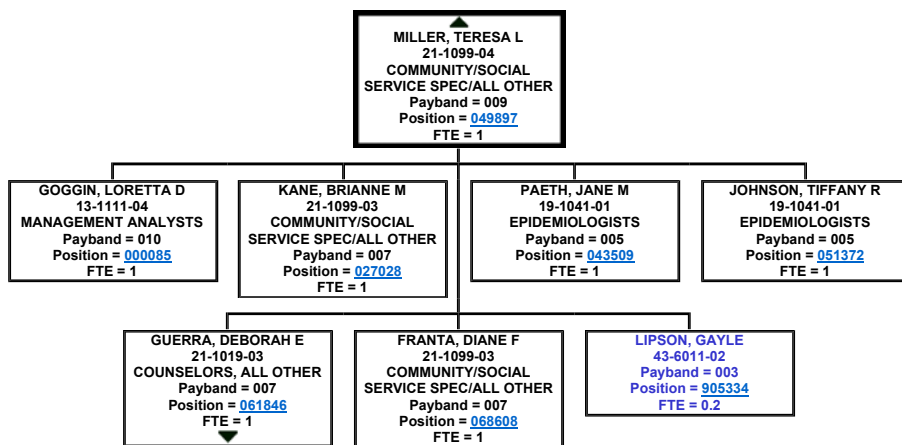 MILLER, TERESA L
21-1099-04
COMMUNITY/SOCIAL
SERVICE SPEC/ALL OTHER
Payband = 009
Position = 049897
FTE = 1
GOGGIN, LORETTA D
13-1111-04
MANAGEMENT ANALYSTS
Payband = 010
Position = 000085
FTE = 1
KANE, BRIANNE M
21-1099-03
COMMUNITY/SOCIAL
SERVICE SPEC/ALL OTHER
Payband = 007
Position = 027028
FTE = 1
PAETH, JANE M
19-1041-01
EPIDEMIOLOGISTS
Payband = 005
Position = 043509
FTE = 1
JOHNSON, TIFFANY R
19-1041-01
EPIDEMIOLOGISTS
Payband = 005
Position = 051372
FTE = 1
GUERRA, DEBORAH E
21-1019-03
COUNSELORS, ALL OTHER
Payband = 007
Position = 061846
FTE = 1
FRANTA, DIANE F
21-1099-03
COMMUNITY/SOCIAL
SERVICE SPEC/ALL OTHER
Payband = 007
Position = 068608
FTE = 1
LIPSON, GAYLE
43-6011-02
Payband = 003
Position = 905334
FTE = 0.2